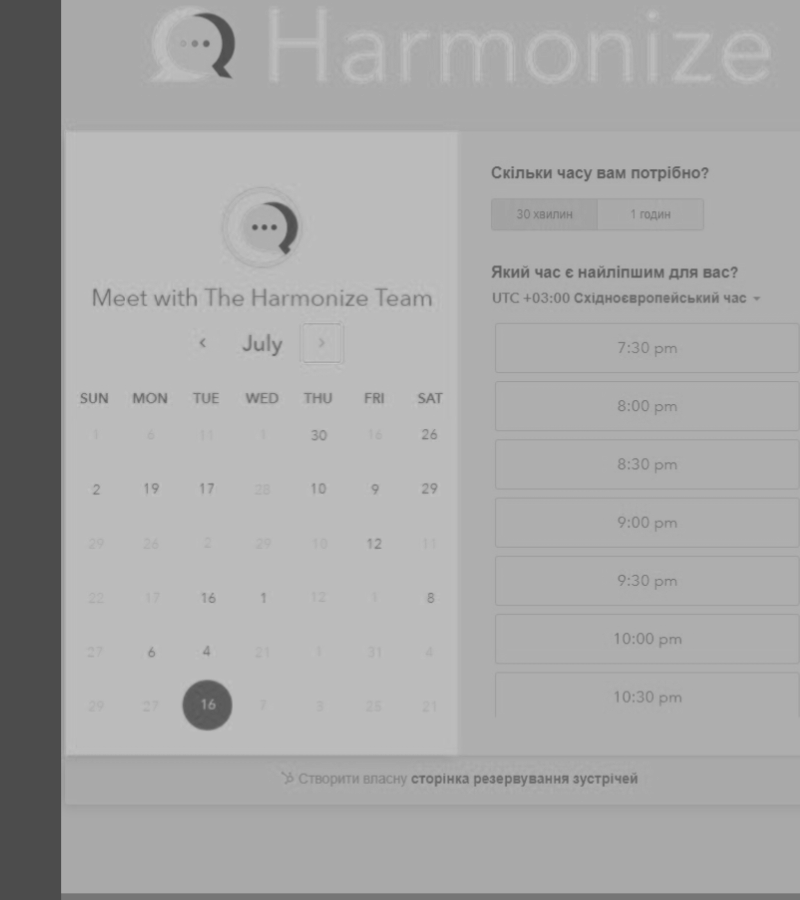 Harmonize
Meet with The Harmonize Team
‹ July ›
SUN MON TUE WED THU FRI SAT
1 6 11 1 30 16 26
2 19 17 28 10 9 29
29 26 2 29 10 12 11
22 17 16 1 12 1 8
27 6 4 21 1 31 4
29 27 16 7 3 25 21
Скільки часу вам потрібно?
30 хвилин 1 годин
Який час є найліпшим для вас?
UTC +03:00 Східноєвропейський час
7:30 pm
8:00 pm
8:30 pm
9:00 pm
9:30 pm
10:00 pm
10:30 pm
Створити власну сторінка резервування зустрічей